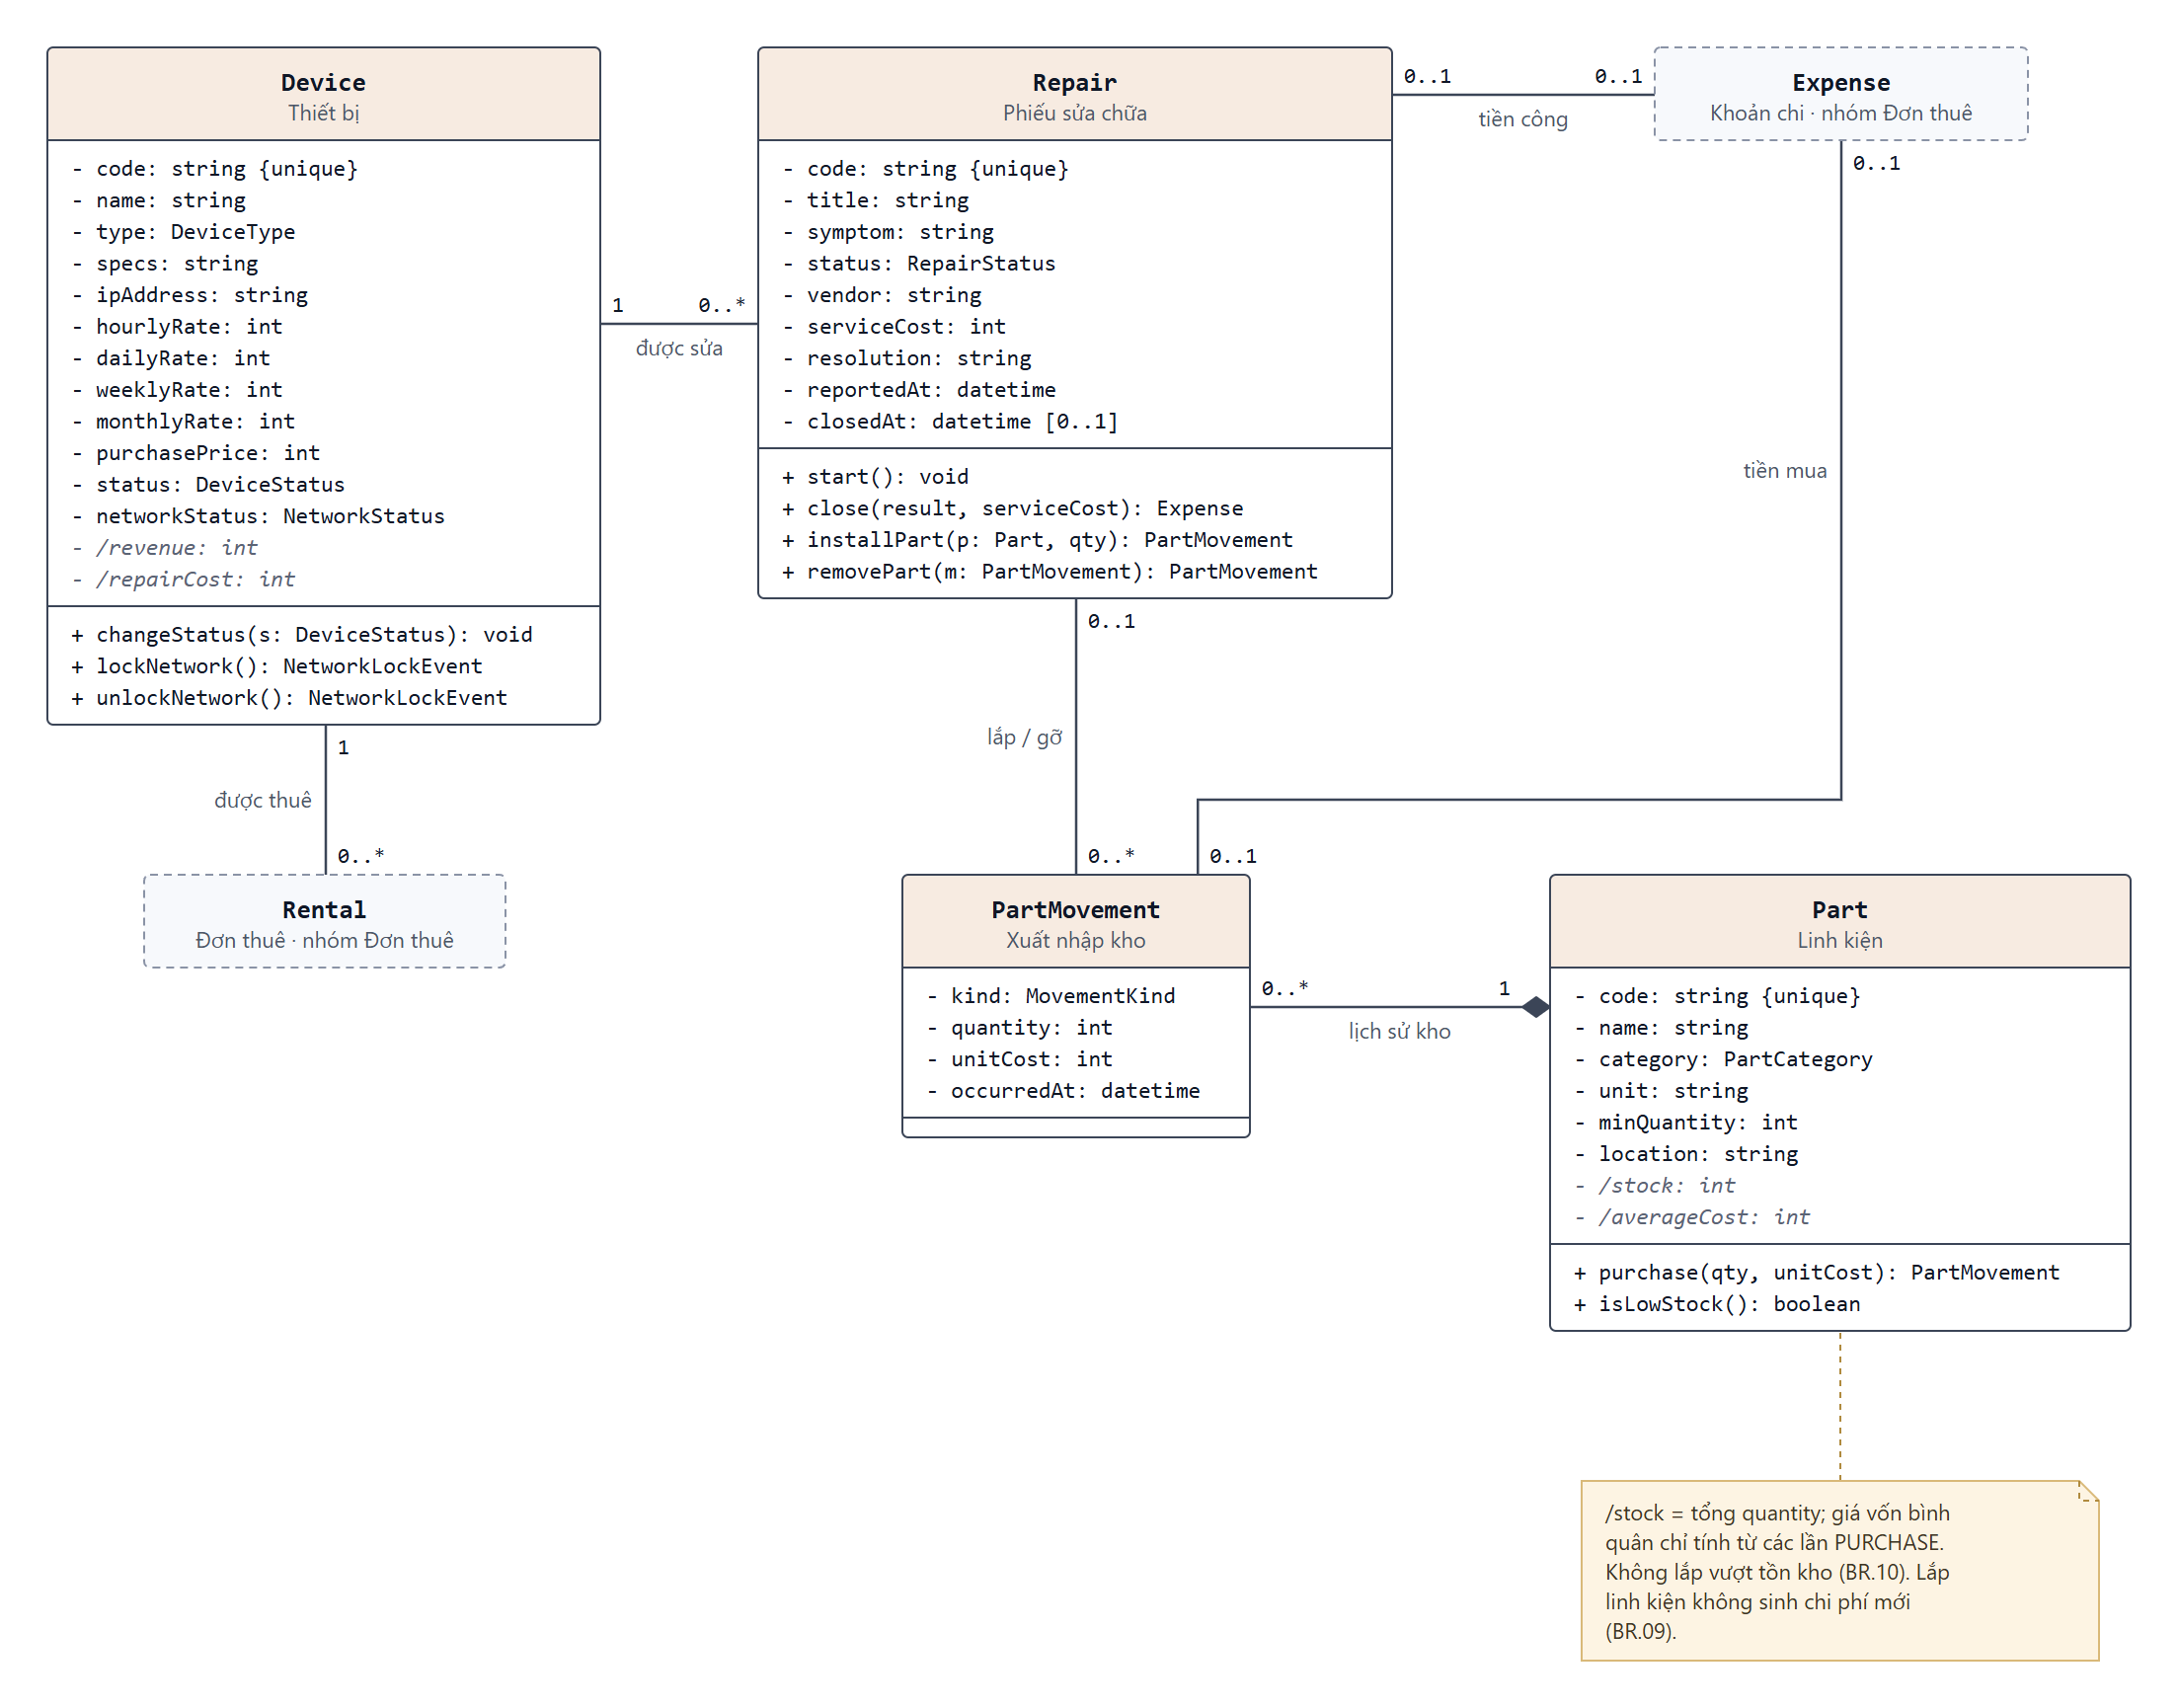 Device
Thiết bị
- code: string {unique}
- name: string
- type: DeviceType
- specs: string
- ipAddress: string
- hourlyRate: int
- dailyRate: int
- weeklyRate: int
- monthlyRate: int
- purchasePrice: int
- status: DeviceStatus
- networkStatus: NetworkStatus
- /revenue: int
- /repairCost: int
+ changeStatus(s: DeviceStatus): void
+ lockNetwork(): NetworkLockEvent
+ unlockNetwork(): NetworkLockEvent
1
0..*
được sửa
Repair
Phiếu sửa chữa
- code: string {unique}
- title: string
- symptom: string
- status: RepairStatus
- vendor: string
- serviceCost: int
- resolution: string
- reportedAt: datetime
- closedAt: datetime [0..1]
+ start(): void
+ close(result, serviceCost): Expense
+ installPart(p: Part, qty): PartMovement
+ removePart(m: PartMovement): PartMovement
0..1
0..1
tiền công
Expense
Khoản chi · nhóm Đơn thuê
0..1
tiền mua
0..1
1
được thuê
0..*
Rental
Đơn thuê · nhóm Đơn thuê
0..1
lắp / gỡ
0..*
PartMovement
Xuất nhập kho
- kind: MovementKind
- quantity: int
- unitCost: int
- occurredAt: datetime
0..*
1
lịch sử kho
Part
Linh kiện
- code: string {unique}
- name: string
- category: PartCategory
- unit: string
- minQuantity: int
- location: string
- /stock: int
- /averageCost: int
+ purchase(qty, unitCost): PartMovement
+ isLowStock(): boolean
/stock = tổng quantity; giá vốn bình
quân chỉ tính từ các lần PURCHASE.
Không lắp vượt tồn kho (BR.10). Lắp
linh kiện không sinh chi phí mới
(BR.09).